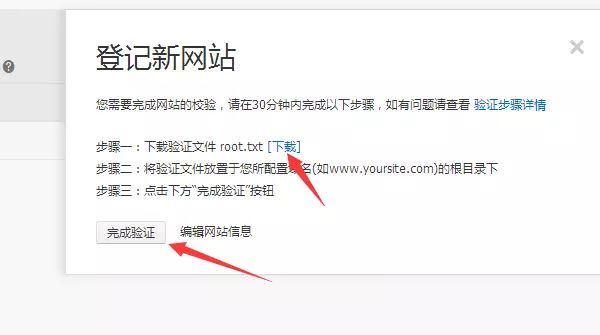 登记新网站
您需要完成网站的校验，请在30分钟内完成以下步骤，如有问题请查看 验证步骤详情
步骤一：下载验证文件 root.txt [下载]
步骤二：将验证文件放置于您所配置域名(如www.yoursite.com)的根目录下
步骤三：点击下方“完成验证”按钮
完成验证 编辑网站信息